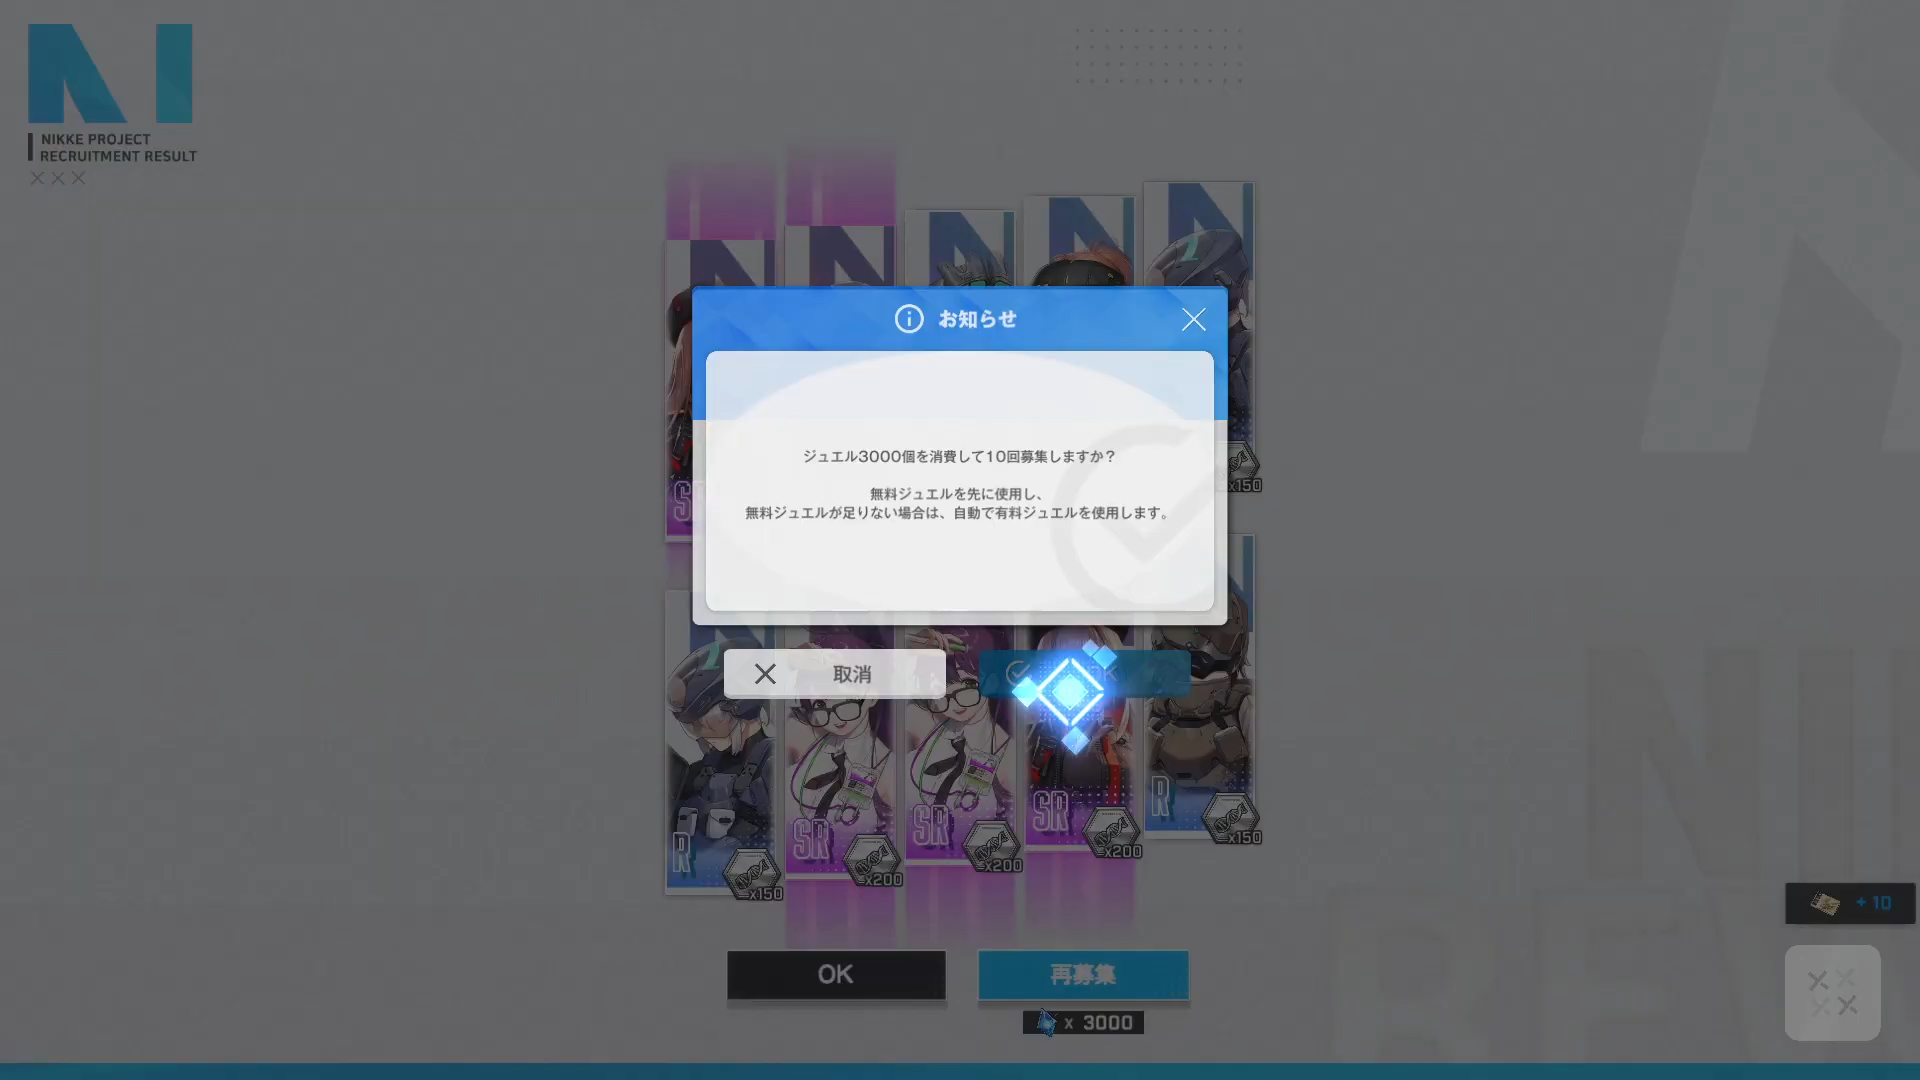 NIKKE PROJECT
RECRUITMENT RESULT
お知らせ
ジュエル3000個を消費して10回募集しますか？
無料ジュエルを先に使用し、
無料ジュエルが足りない場合は、自動で有料ジュエルを使用します。
x150
取消
R
x150
SR
x200
SR
x200
SR
x200
R
x150
+ 10
OK
再募集
x 3000